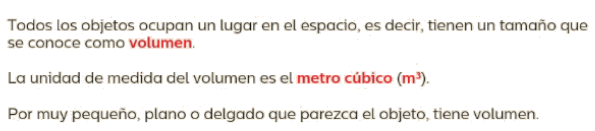 Todos los objetos ocupan un lugar en el espacio, es decir, tienen un tamaño que
se conoce como volumen.
La unidad de medida del volumen es el metro cúbico (m³).
Por muy pequeño, plano o delgado que parezca el objeto, tiene volumen.